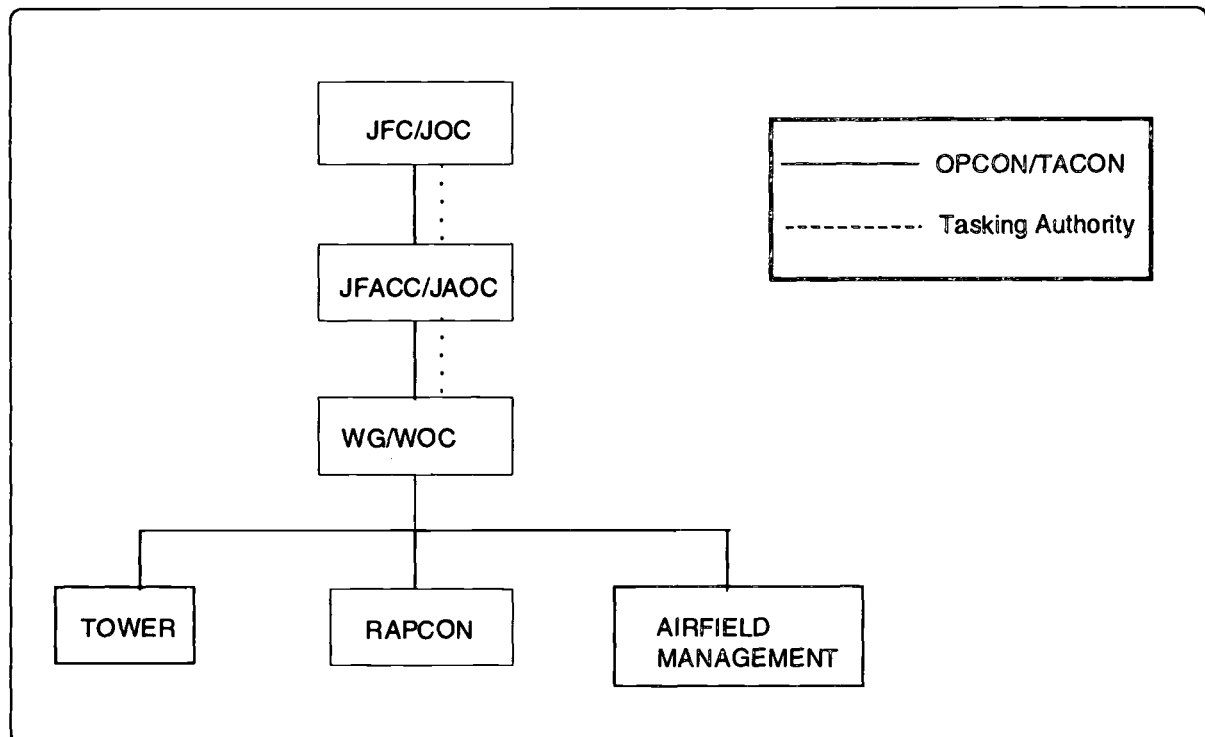 JFC/JOC
OPCON/TACON
Tasking Authority
JFACC/JAOC
WG/WOC
TOWER
RAPCON
AIRFIELD
MANAGEMENT